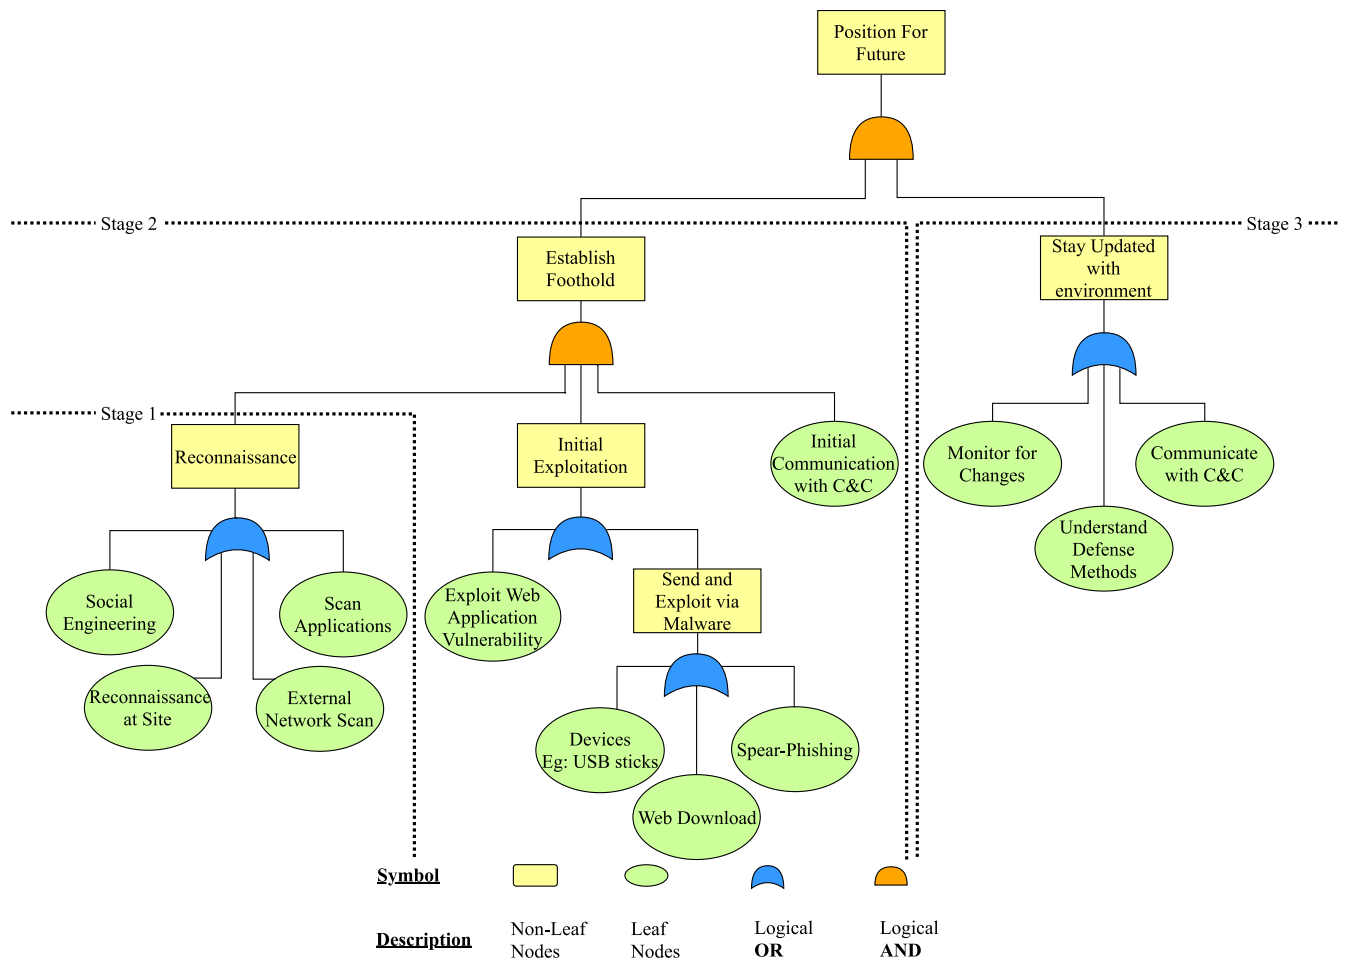 Position For
Future
Stage 2
Stage 3
Establish
Foothold
Stay Updated
with
environment
Stage 1
Reconnaissance
Initial
Exploitation
Initial
Communication
with C&C
Monitor for
Changes
Communicate
with C&C
Understand
Defense
Methods
Social
Engineering
Scan
Applications
Reconnaissance
at Site
External
Network Scan
Exploit Web
Application
Vulnerability
Send and
Exploit via
Malware
Devices
Eg: USB sticks
Spear-Phishing
Web Download
Symbol
Description
Non-Leaf
Nodes
Leaf
Nodes
Logical
OR
Logical
AND